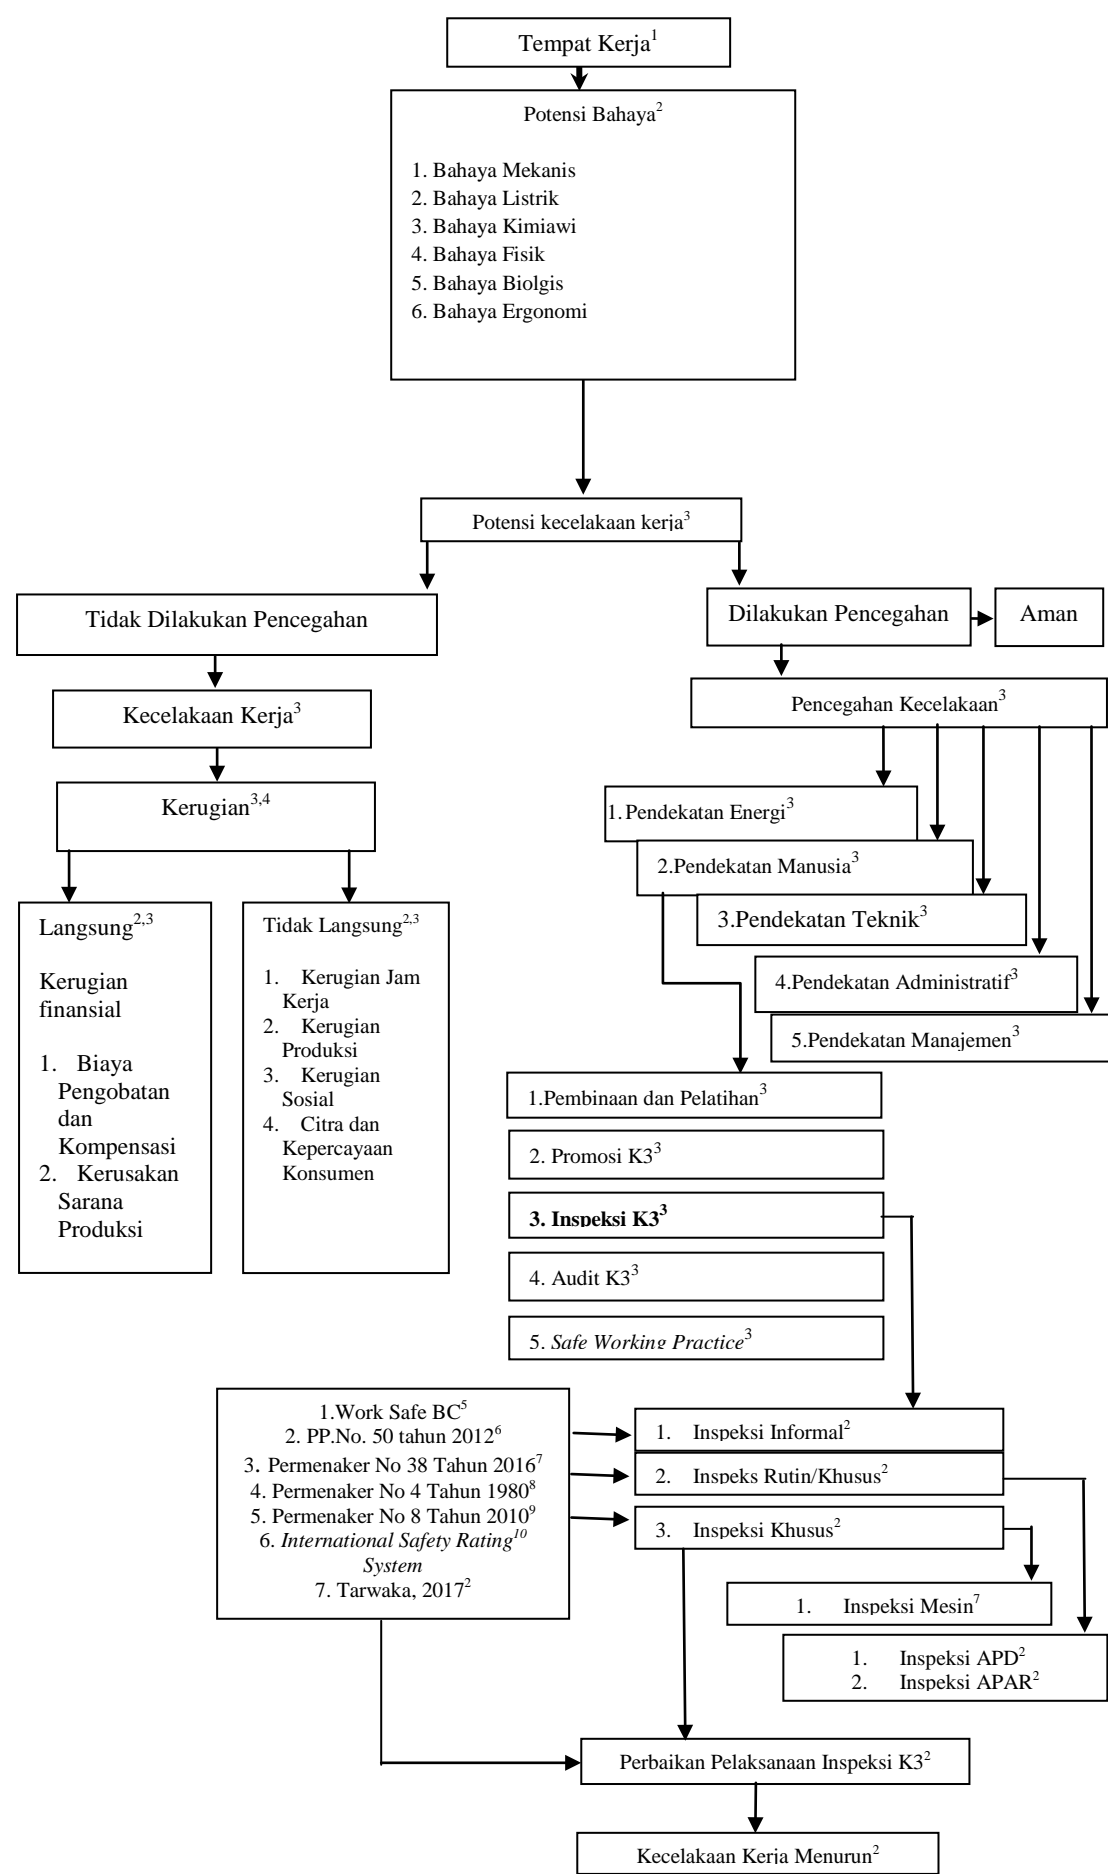 Tempat Kerja1
Potensi Bahaya2
1. Bahaya Mekanis
2. Bahaya Listrik
3. Bahaya Kimiawi
4. Bahaya Fisik
5. Bahaya Biolgis
6. Bahaya Ergonomi
Potensi kecelakaan kerja3
Tidak Dilakukan Pencegahan
Dilakukan Pencegahan
Aman
Kecelakaan Kerja3
Pencegahan Kecelakaan3
Kerugian3,4
1. Pendekatan Energi3
2.Pendekatan Manusia3
3.Pendekatan Teknik3
4.Pendekatan Administratif3
5.Pendekatan Manajemen3
Langsung2,3
Kerugian
finansial
1. Biaya
Pengobatan
dan
Kompensasi
2. Kerusakan
Sarana
Produksi
Tidak Langsung2,3
1. Kerugian Jam
Kerja
2. Kerugian
Produksi
3. Kerugian
Sosial
4. Citra dan
Kepercayaan
Konsumen
1.Pembinaan dan Pelatihan3
2. Promosi K33
3. Inspeksi K33
4. Audit K33
5. Safe Working Practice3
1.Work Safe BC5
2. PP.No. 50 tahun 20126
3. Permenaker No 38 Tahun 20167
4. Permenaker No 4 Tahun 19808
5. Permenaker No 8 Tahun 20109
6. International Safety Rating10
System
7. Tarwaka, 20172
1. Inspeksi Informal2
2. Inspeks Rutin/Khusus2
3. Inspeksi Khusus2
1. Inspeksi Mesin7
1. Inspeksi APD2
2. Inspeksi APAR2
Perbaikan Pelaksanaan Inspeksi K32
Kecelakaan Kerja Menurun2